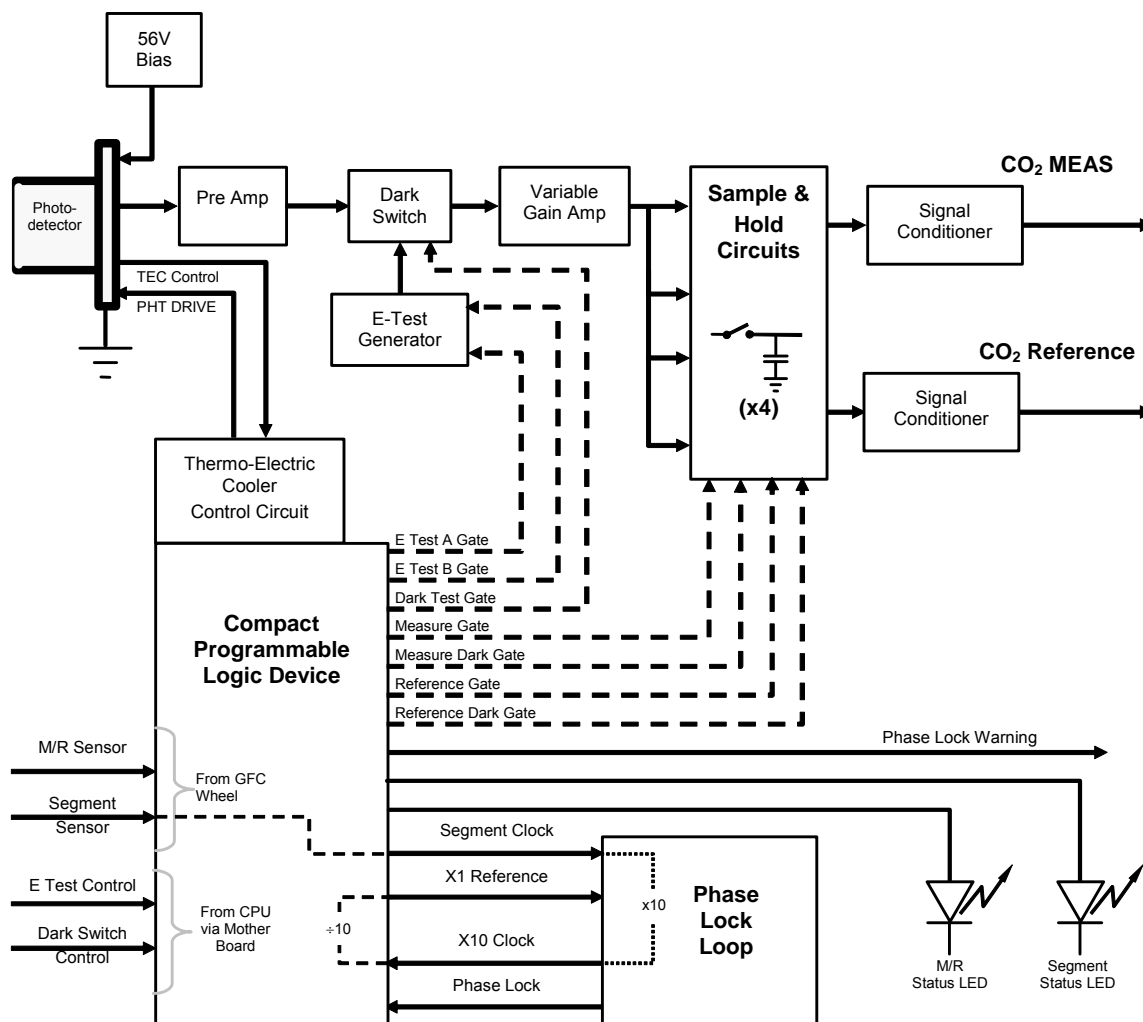 56V
Bias
CO₂ MEAS
Photo-
detector
Pre Amp
Dark
Switch
Variable
Gain Amp
Sample &
Hold
Circuits
(x4)
Signal
Conditioner
TEC Control
PHT DRIVE
E-Test
Generator
CO₂ Reference
Signal
Conditioner
Thermo-Electric
Cooler
Control Circuit
E Test A Gate
E Test B Gate
Dark Test Gate
Measure Gate
Measure Dark Gate
Reference Gate
Reference Dark Gate
Compact
Programmable
Logic Device
Phase Lock Warning
M/R Sensor
Segment
Sensor
From GFC
Wheel
E Test Control
Dark Switch
Control
From CPU
via Mother
Board
Segment Clock
X1 Reference
÷10
X10 Clock
Phase Lock
x10
Phase
Lock
Loop
M/R
Status LED
Segment
Status LED